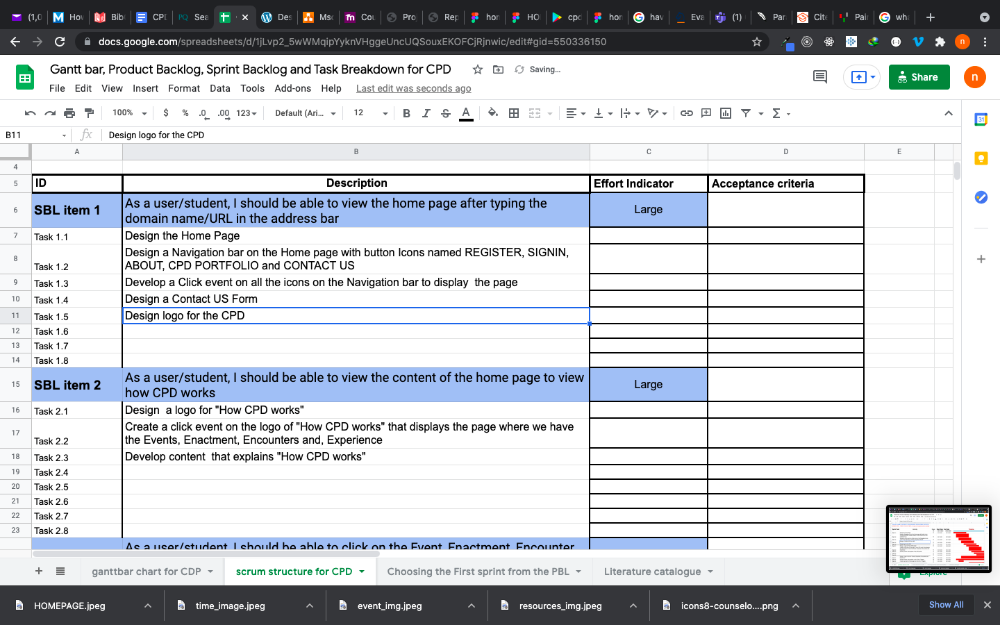 (1,0 How Bib CPI Sea Des Msc Cou Pro Rep hon HOI cpc hon hav Eva (1) Par Cite Pai wha
docs.google.com/spreadsheets/d/1jLvp2_5wWMqipYyknVHggeUncUQSouxEKOFCjRjnwic/edit#gid=550336150
Gantt bar, Product Backlog, Sprint Backlog and Task Breakdown for CPD Saving...
File Edit View Insert Format Data Tools Add-ons Help Last edit was seconds ago
Share
n
100% $ % .0 .00 123 Default (Ari... 12 B I S A
B11 fx Design logo for the CPD
A B C D E
4
5 ID Description Effort Indicator Acceptance criteria
6 SBL item 1 As a user/student, I should be able to view the home page after typing the
domain name/URL in the address bar Large
7 Task 1.1 Design the Home Page
8 Task 1.2 Design a Navigation bar on the Home page with button Icons named REGISTER, SIGNIN,
ABOUT, CPD PORTFOLIO and CONTACT US
9 Task 1.3 Develop a Click event on all the icons on the Navigation bar to display the page
10 Task 1.4 Design a Contact US Form
11 Task 1.5 Design logo for the CPD
12 Task 1.6
13 Task 1.7
14 Task 1.8
15 SBL item 2 As a user/student, I should be able to view the content of the home page to view
how CPD works Large
16 Task 2.1 Design a logo for "How CPD works"
17 Task 2.2 Create a click event on the logo of "How CPD works" that displays the page where we have
the Events, Enactment, Encounters and, Experience
18 Task 2.3 Develop content that explains "How CPD works"
19 Task 2.4
20 Task 2.5
21 Task 2.6
22 Task 2.7
23 Task 2.8
As a user/student, I should be able to click on the Event, Enactment, Encounter
ganttbar chart for CDP scrum structure for CPD Choosing the First sprint from the PBL Literature catalogue Explore
HOMEPAGE.jpeg time_image.jpeg event_img.jpeg resources_img.jpeg icons8-counselo....png Show All